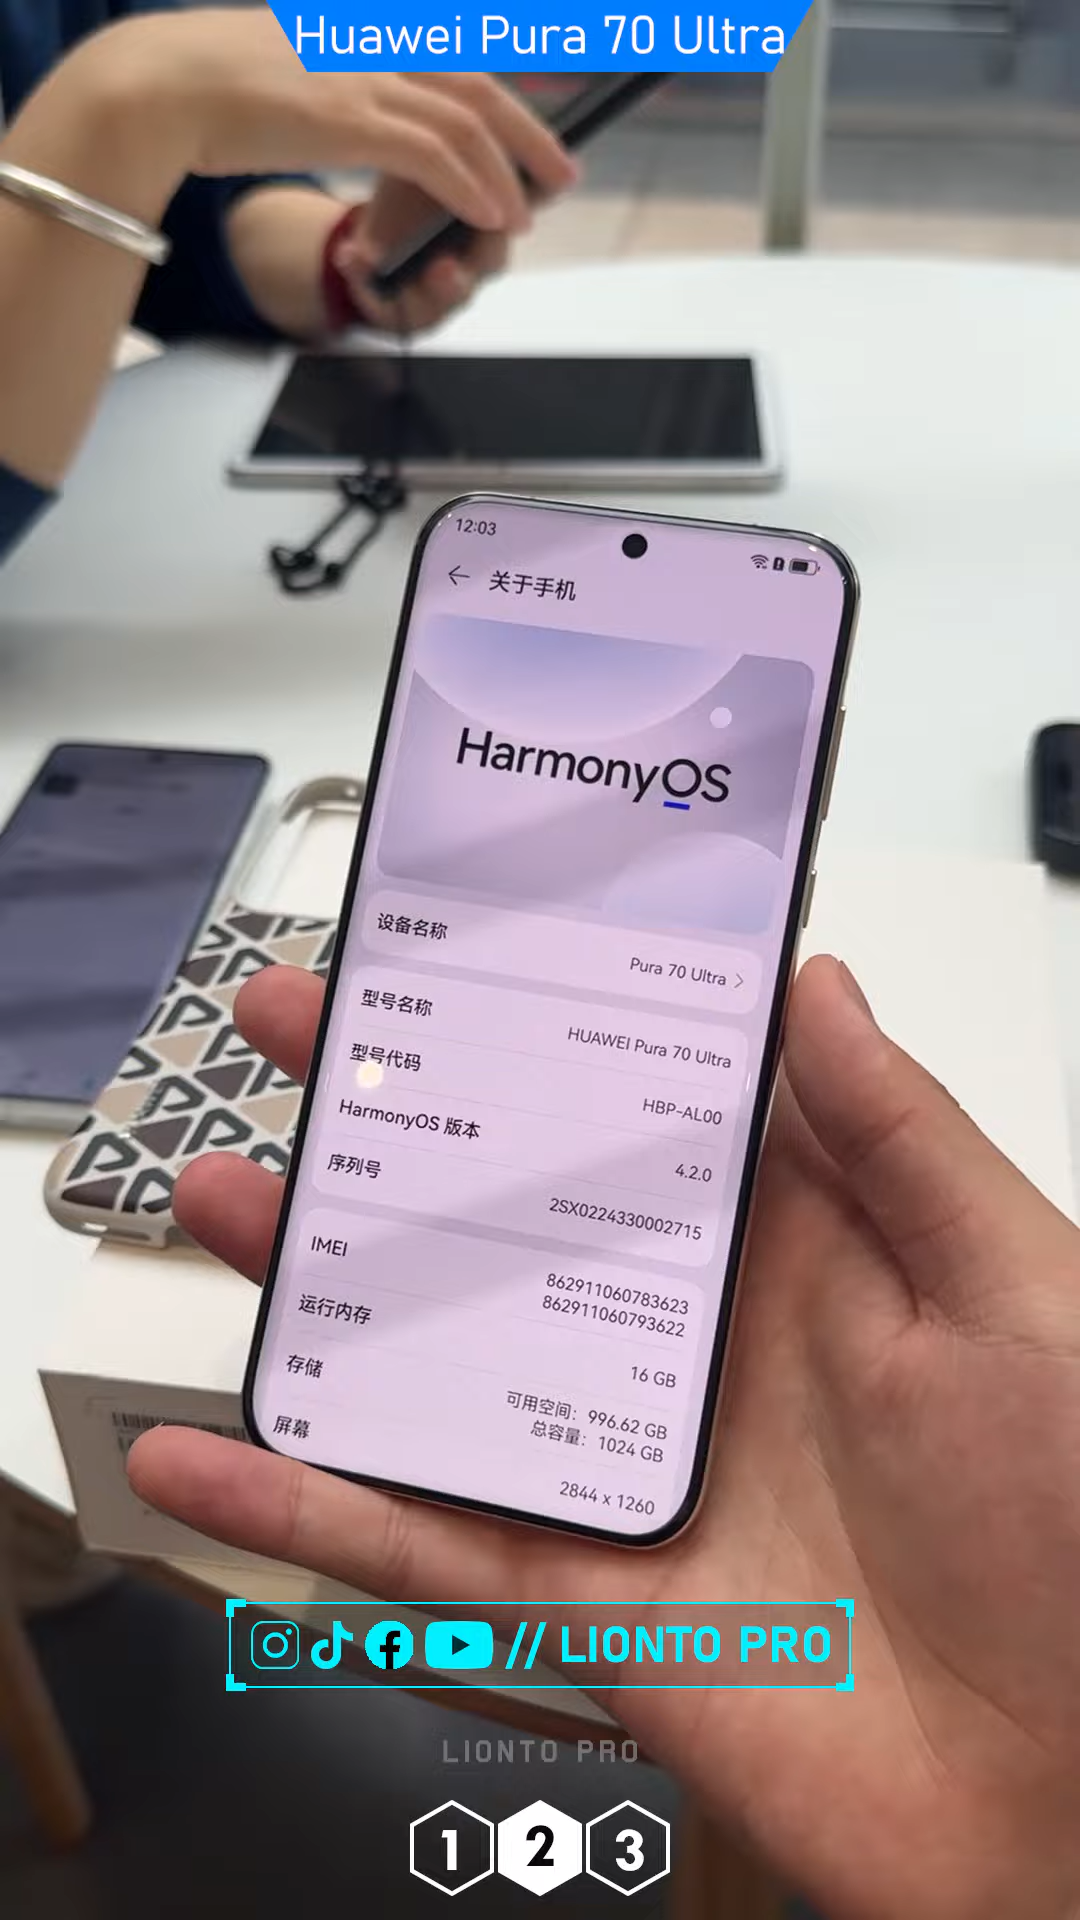 Huawei Pura 70 Ultra
12:03
关于手机
HarmonyOS
设备名称
Pura 70 Ultra
型号名称
HUAWEI Pura 70 Ultra
型号代码
HBP-AL00
HarmonyOS 版本
4.2.0
序列号
2SX0224330002715
IMEI
862911060783623
862911060793622
运行内存
16 GB
存储
可用空间：996.62 GB
总容量：1024 GB
屏幕
2844 x 1260
// LIONTO PRO
LIONTO PRO
1 2 3